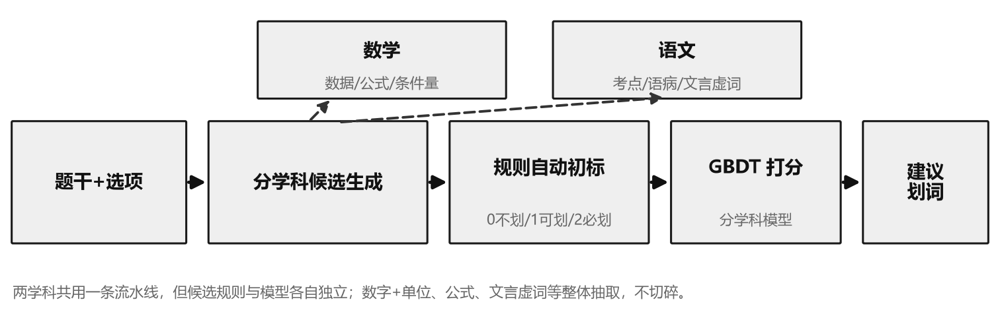 数学
数据/公式/条件量
语文
考点/语病/文言虚词
题干+选项
分学科候选生成
规则自动初标
0不划/1可划/2必划
GBDT 打分
分学科模型
建议
划词
两学科共用一条流水线，但候选规则与模型各自独立；数字+单位、公式、文言虚词等整体抽取，不切碎。